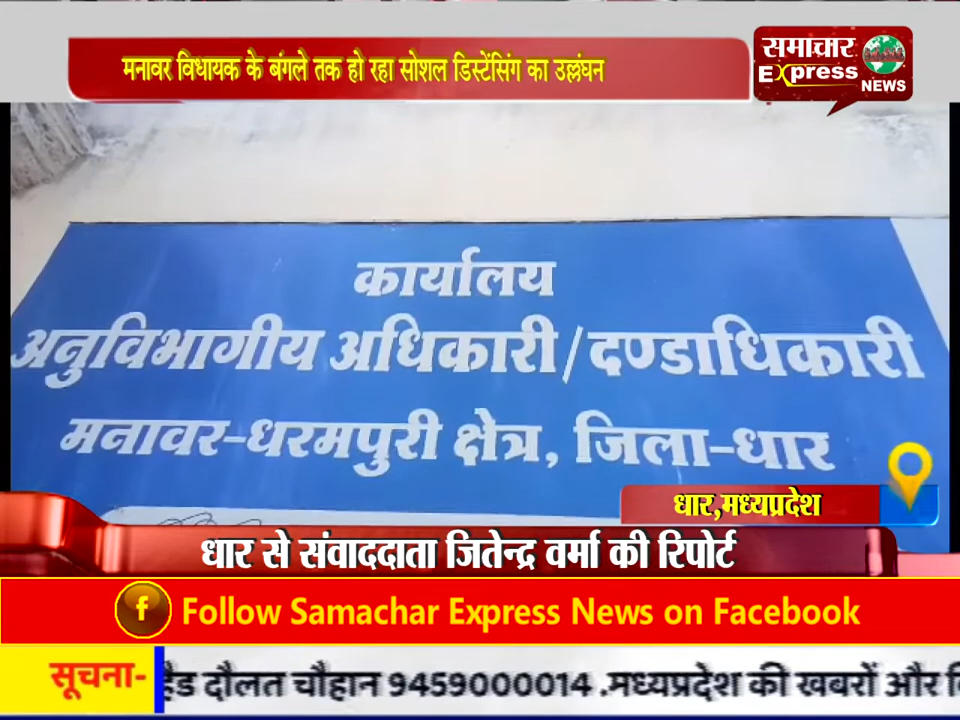 मनावर विधायक के बंगले तक हो रहा सोशल डिस्टेंसिंग का उल्लंघन
समाचार
Express
NEWS
कार्यालय
अनुविभागीय अधिकारी/दण्डाधिकारी
मनावर-धरमपुरी क्षेत्र, जिला-धार
धार,मध्यप्रदेश
धार से संवाददाता जितेन्द्र वर्मा की रिपोर्ट
f Follow Samachar Express News on Facebook
सूचना- हैड दौलत चौहान 9459000014 .मध्यप्रदेश की खबरों और